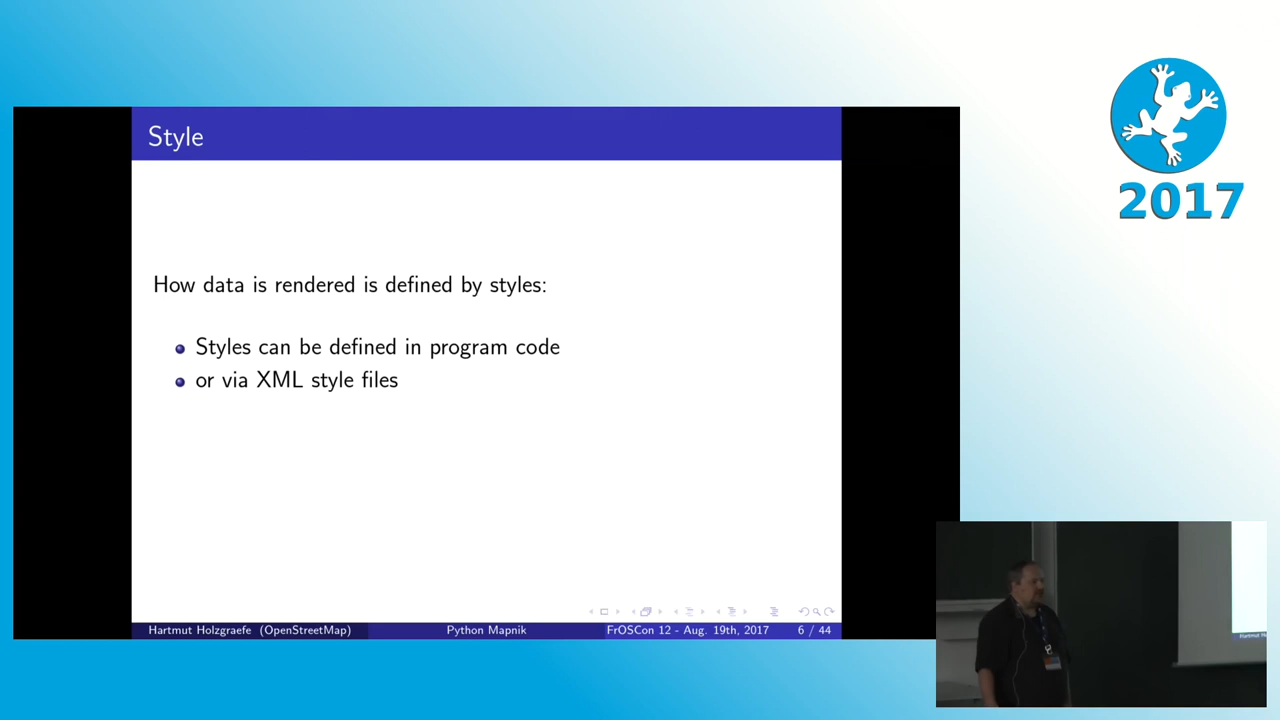 Style
2017
How data is rendered is defined by styles:
Styles can be defined in program code
or via XML style files
Hartmut Holzgraefe (OpenStreetMap) Python Mapnik FrOSCon 12 - Aug. 19th, 2017 6 / 44